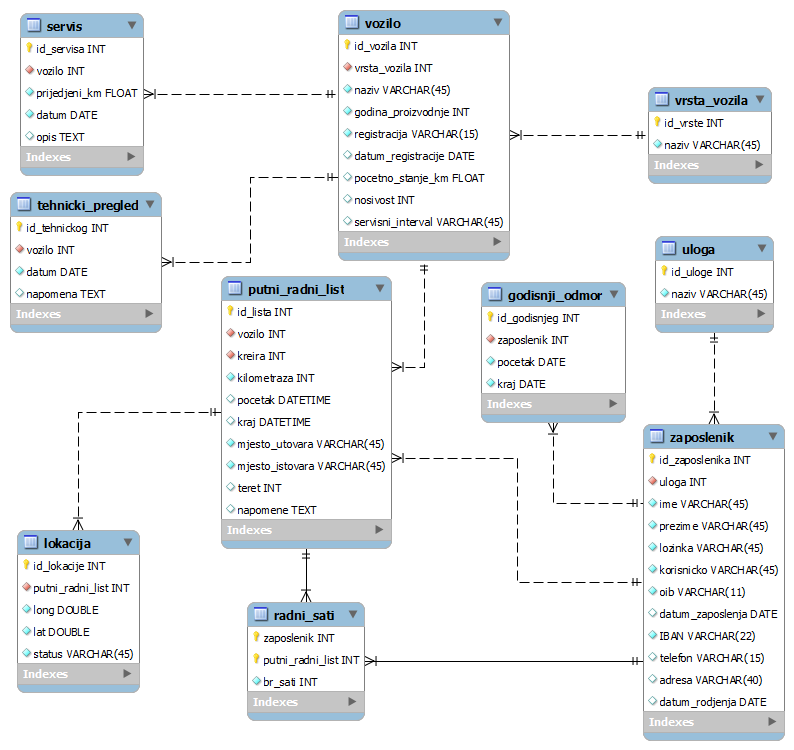 servis
id_servisa INT
vozilo INT
prijedjeni_km FLOAT
datum DATE
opis TEXT
Indexes
vozilo
id_vozila INT
vrsta_vozila INT
naziv VARCHAR(45)
godina_proizvodnje INT
registracija VARCHAR(15)
datum_registracije DATE
pocetno_stanje_km FLOAT
nosivost INT
servisni_interval VARCHAR(45)
Indexes
vrsta_vozila
id_vrste INT
naziv VARCHAR(45)
Indexes
tehnicki_pregled
id_tehnickog INT
vozilo INT
datum DATE
napomena TEXT
Indexes
uloga
id_uloge INT
naziv VARCHAR(45)
Indexes
putni_radni_list
id_lista INT
vozilo INT
kreira INT
kilometraza INT
pocetak DATETIME
kraj DATETIME
mjesto_utovara VARCHAR(45)
mjesto_istovara VARCHAR(45)
teret INT
napomene TEXT
Indexes
godisnji_odmor
id_godisnjeg INT
zaposlenik INT
pocetak DATE
kraj DATE
Indexes
zaposlenik
id_zaposlenika INT
uloga INT
ime VARCHAR(45)
prezime VARCHAR(45)
lozinka VARCHAR(45)
korisnicko VARCHAR(45)
oib VARCHAR(11)
datum_zaposlenja DATE
IBAN VARCHAR(22)
telefon VARCHAR(15)
adresa VARCHAR(40)
datum_rodjenja DATE
Indexes
lokacija
id_lokacije INT
putni_radni_list INT
long DOUBLE
lat DOUBLE
status VARCHAR(45)
Indexes
radni_sati
zaposlenik INT
putni_radni_list INT
br_sati INT
Indexes